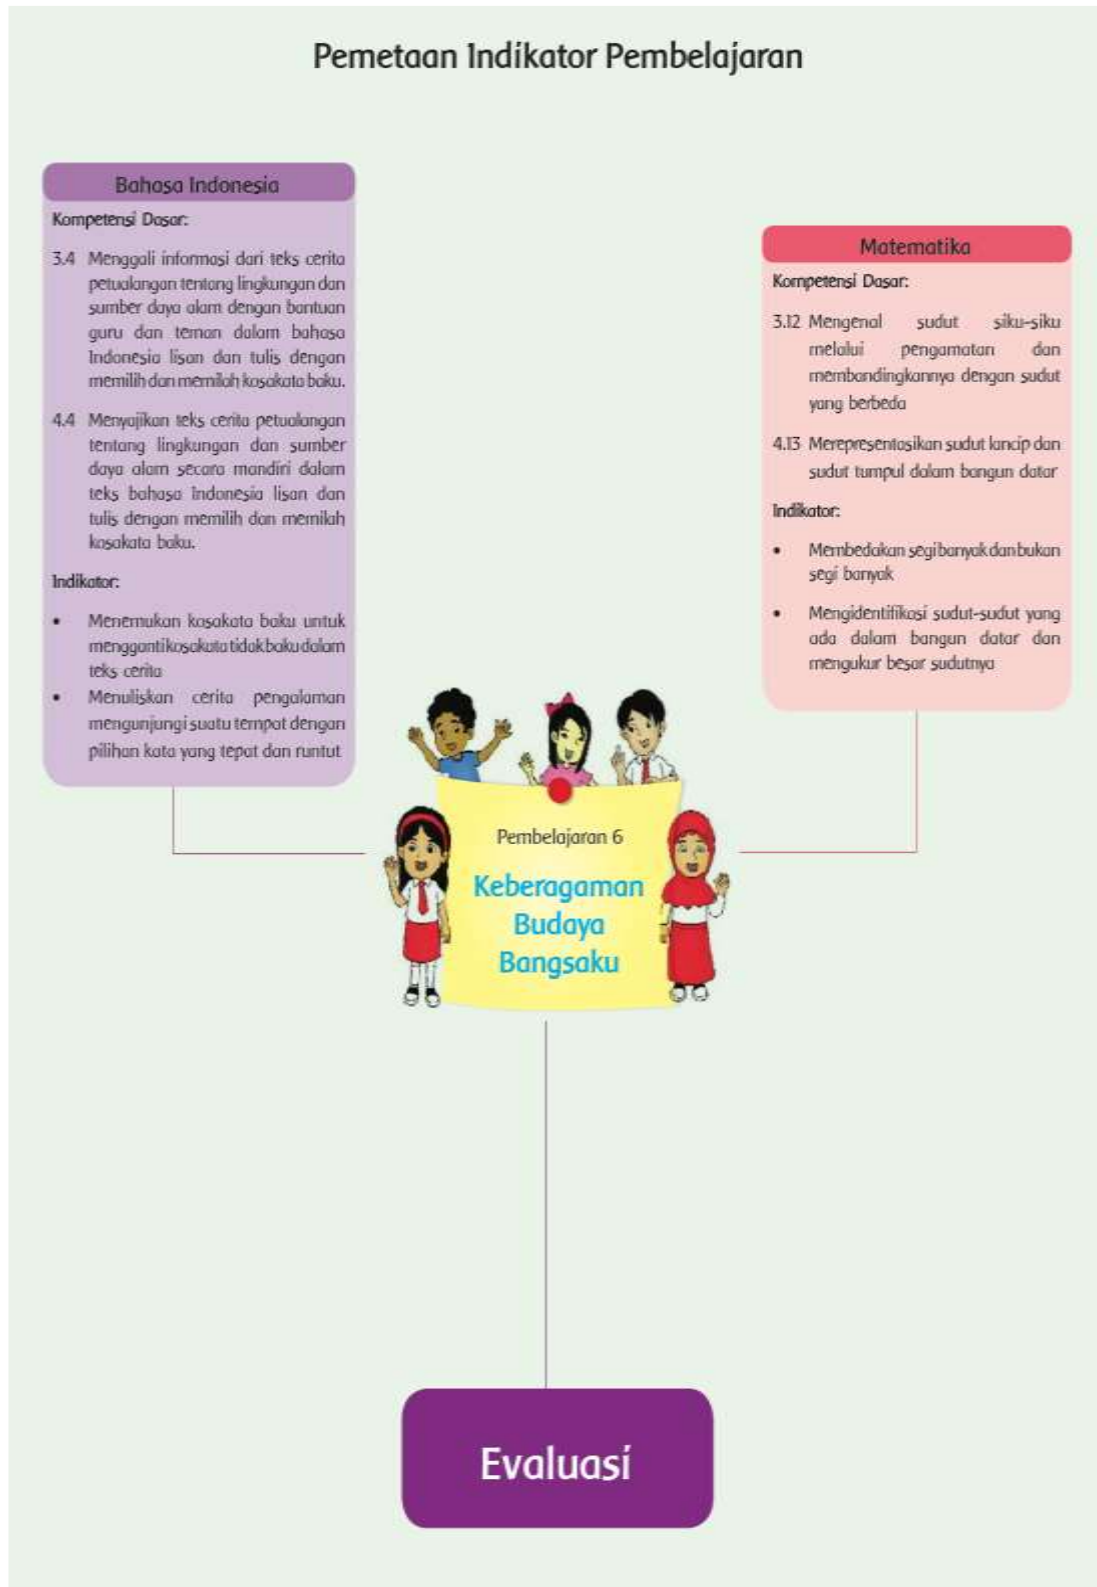 Pemetaan Indikator Pembelajaran
Bahasa Indonesia
Kompetensi Dasar:
3.4 Menggali informasi dari teks cerita
petualangan tentang lingkungan dan
sumber daya alam dengan bantuan
guru dan teman dalam bahasa
Indonesia lisan dan tulis dengan
memilih dan memilah kosakata baku.
4.4 Menyajikan teks cerita petualangan
tentang lingkungan dan sumber
daya alam secara mandiri dalam
teks bahasa Indonesia lisan dan
tulis dengan memilih dan memilah
kosakata baku.
Indikator:
• Menemukan kosakata baku untuk
mengganti kosakata tidak baku dalam
teks cerita
• Menuliskan cerita pengalaman
mengunjungi suatu tempat dengan
pilihan kata yang tepat dan runtut
Matematika
Kompetensi Dasar:
3.12 Mengenal sudut siku-siku
melalui pengamatan dan
membandingkannya dengan sudut
yang berbeda
4.13 Merepresentasikan sudut lancip dan
sudut tumpul dalam bangun datar
Indikator:
• Membedakan segi banyak dan bukan
segi banyak
• Mengidentifikasi sudut-sudut yang
ada dalam bangun datar dan
mengukur besar sudutnya
Pembelajaran 6
Keberagaman
Budaya
Bangsaku
Evaluasi